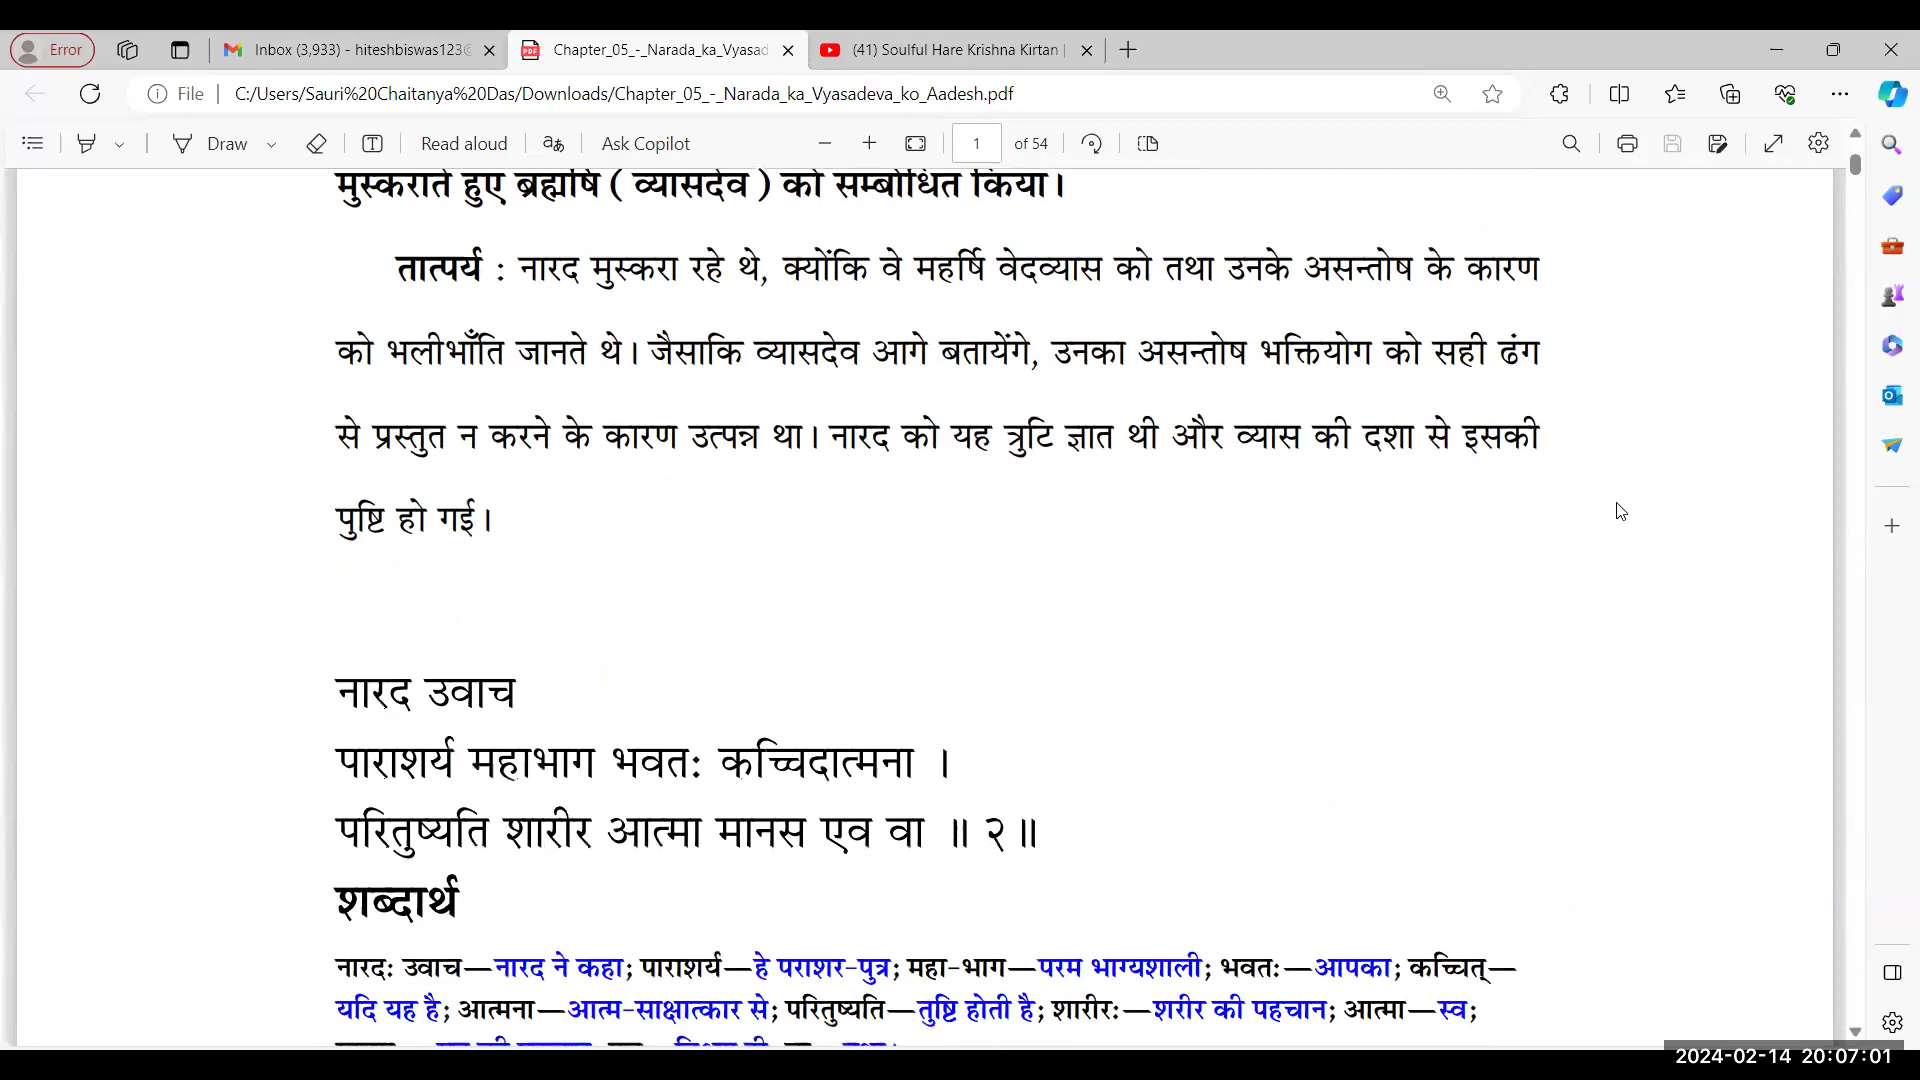 Error
Inbox (3,933) - hiteshbiswas123@
Chapter_05_-_Narada_ka_Vyasad
(41) Soulful Hare Krishna Kirtan |
File
C:/Users/Sauri%20Chaitanya%20Das/Downloads/Chapter_05_-_Narada_ka_Vyasadeva_ko_Aadesh.pdf
Draw
Read aloud
Ask Copilot
1 of 54
मुस्कराते हुए ब्रह्मर्षि ( व्यासदेव ) को सम्बोधित किया।
तात्पर्य : नारद मुस्करा रहे थे, क्योंकि वे महर्षि वेदव्यास को तथा उनके असन्तोष के कारण
को भलीभाँति जानते थे। जैसाकि व्यासदेव आगे बतायेंगे, उनका असन्तोष भक्तियोग को सही ढंग
से प्रस्तुत न करने के कारण उत्पन्न था। नारद को यह त्रुटि ज्ञात थी और व्यास की दशा से इसकी
पुष्टि हो गई।
नारद उवाच
पाराशर्य महाभाग भवतः कच्चिदात्मना ।
परितुष्यति शारीर आत्मा मानस एव वा ॥ २॥
शब्दार्थ
नारदः उवाच—नारद ने कहा; पाराशर्य—हे पराशर-पुत्र; महा-भाग—परम भाग्यशाली; भवतः—आपका; कच्चित्—
यदि यह है; आत्मना—आत्म-साक्षात्कार से; परितुष्यति—तुष्टि होती है; शारीरः—शरीर की पहचान; आत्मा—स्व;
2024-02-14 20:07:01